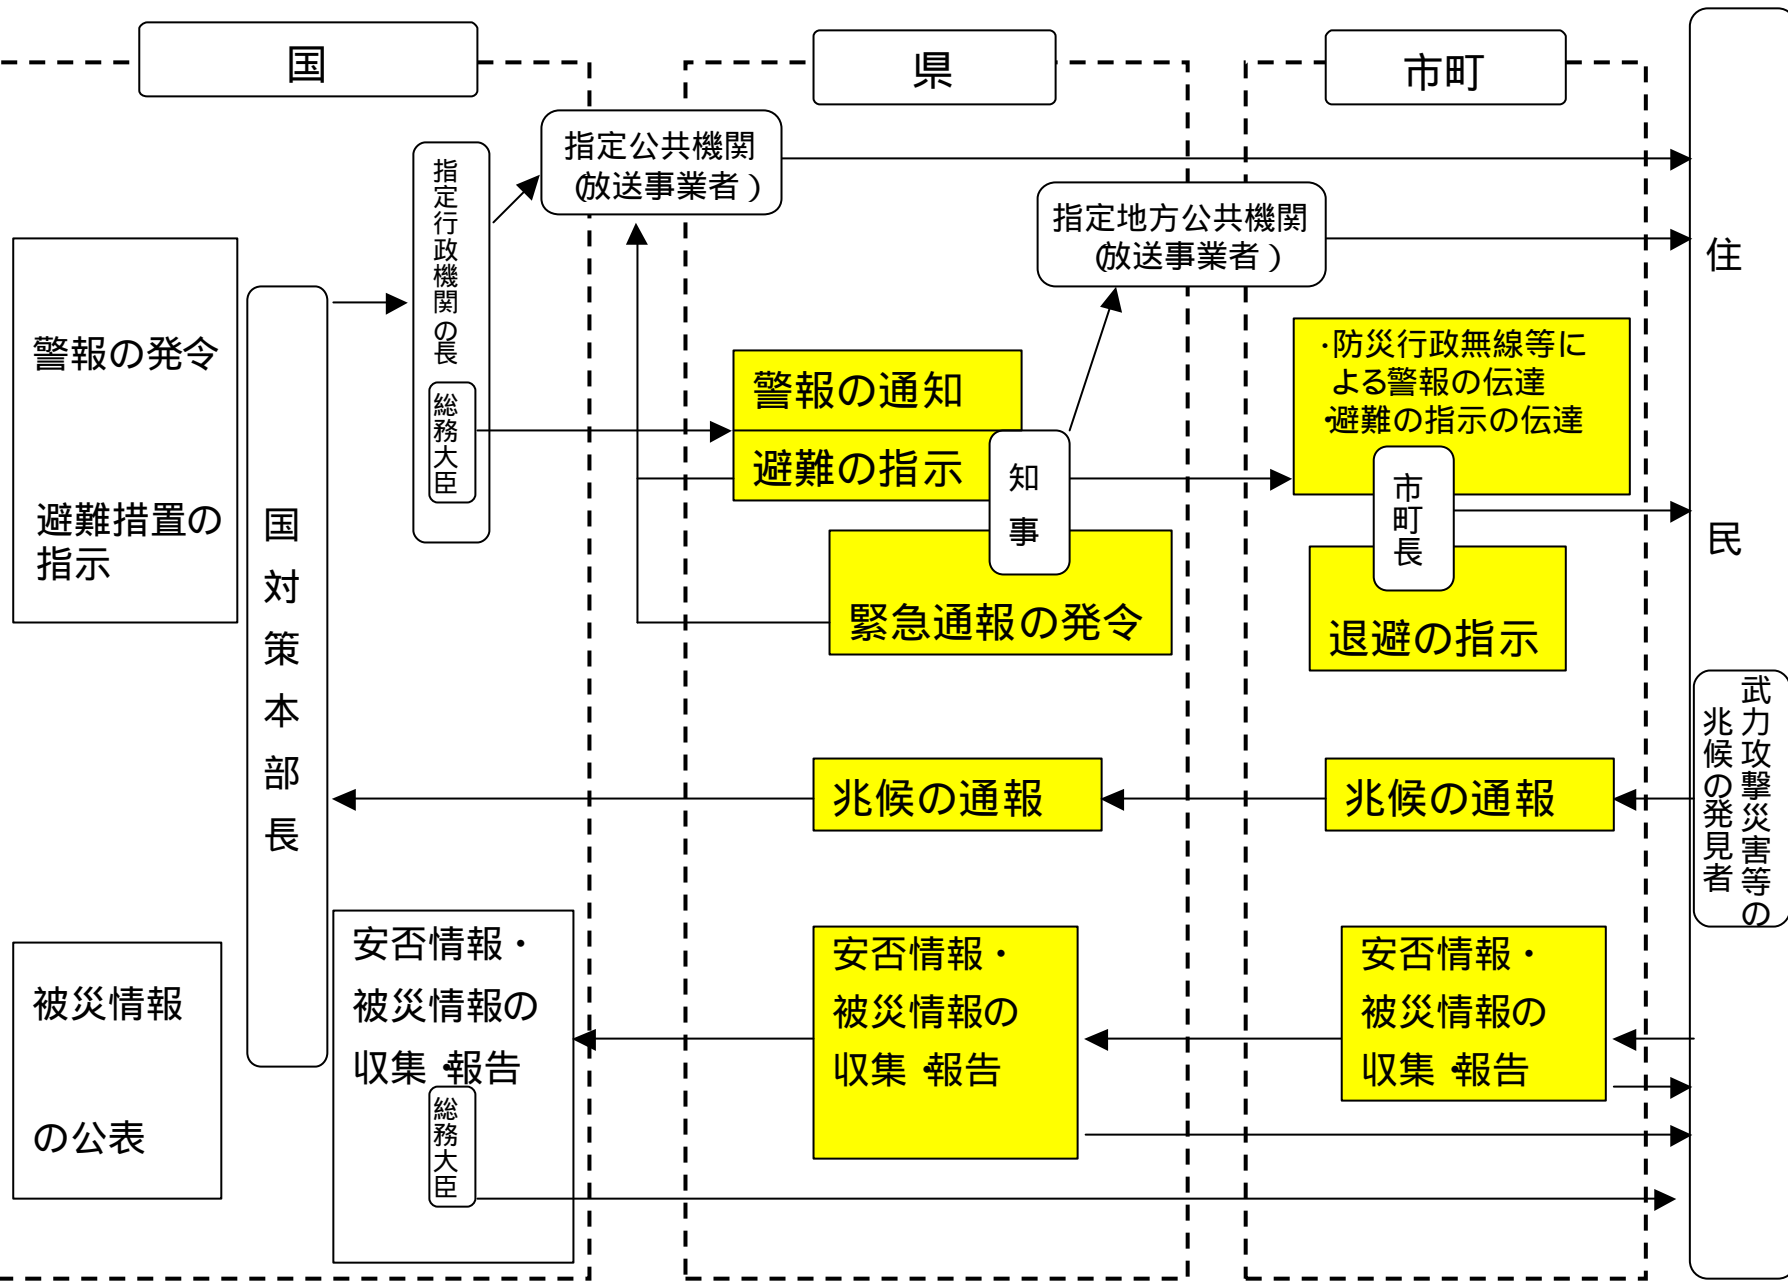 国
県
市町
指定公共機関
(放送事業者)
指定地方公共機関
(放送事業者)
指定行政機関の長
総務大臣
警報の発令
避難措置の
指示
国対策本部長
警報の通知
避難の指示
知事
緊急通報の発令
・防災行政無線等に
よる警報の伝達
・避難の指示の伝達
市町長
退避の指示
住民
兆候の通報
兆候の通報
武力攻撃災害等の
兆候の発見者
被災情報
の公表
安否情報・
被災情報の
収集・報告
総務大臣
安否情報・
被災情報の
収集・報告
安否情報・
被災情報の
収集・報告